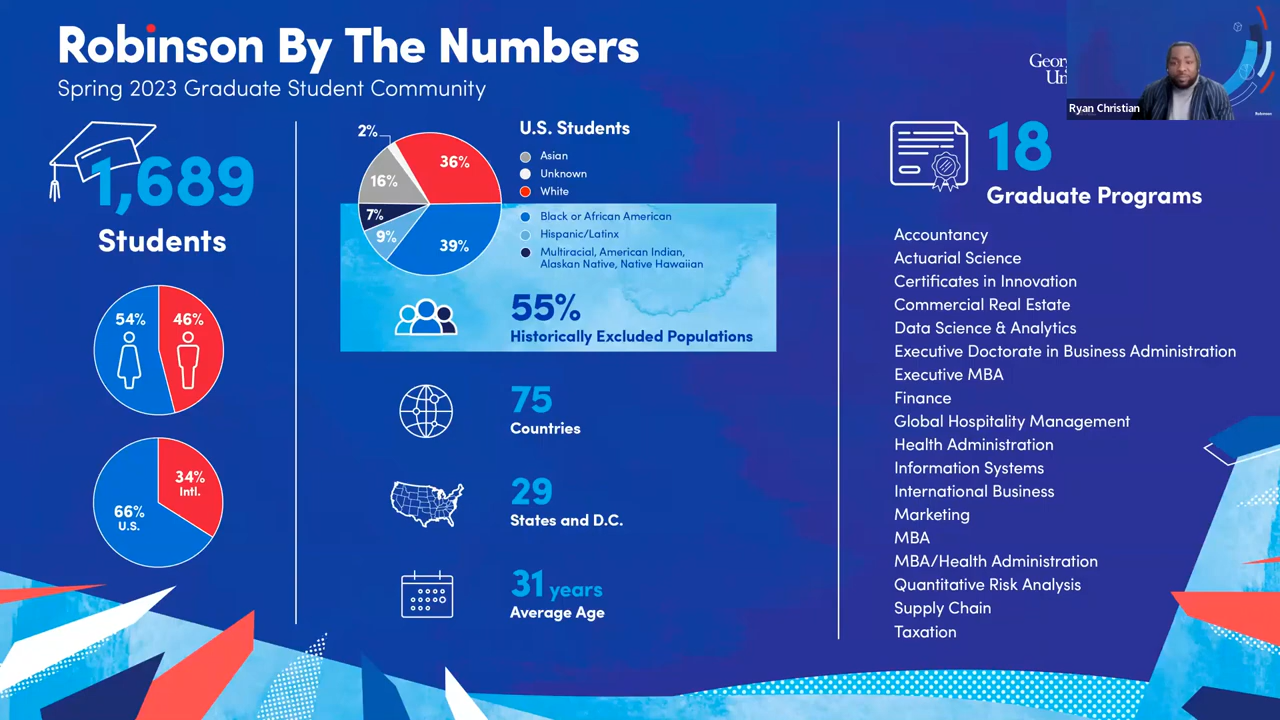 Robinson By The Numbers
Spring 2023 Graduate Student Community
1,689
Students
54%
46%
34%
Intl.
66%
U.S.
2%
36%
16%
7%
9%
39%
U.S. Students
Asian
Unknown
White
Black or African American
Hispanic/Latinx
Multiracial, American Indian,
Alaskan Native, Native Hawaiian
55%
Historically Excluded Populations
75
Countries
29
States and D.C.
31 years
Average Age
Ryan Christian
Robinson
18
Graduate Programs
Accountancy
Actuarial Science
Certificates in Innovation
Commercial Real Estate
Data Science & Analytics
Executive Doctorate in Business Administration
Executive MBA
Finance
Global Hospitality Management
Health Administration
Information Systems
International Business
Marketing
MBA
MBA/Health Administration
Quantitative Risk Analysis
Supply Chain
Taxation